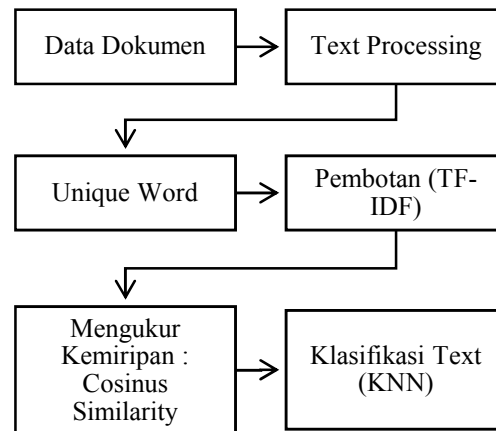 Data Dokumen
Text Processing
Unique Word
Pembotan (TF-
IDF)
Mengukur
Kemiripan :
Cosinus
Similarity
Klasifikasi Text
(KNN)